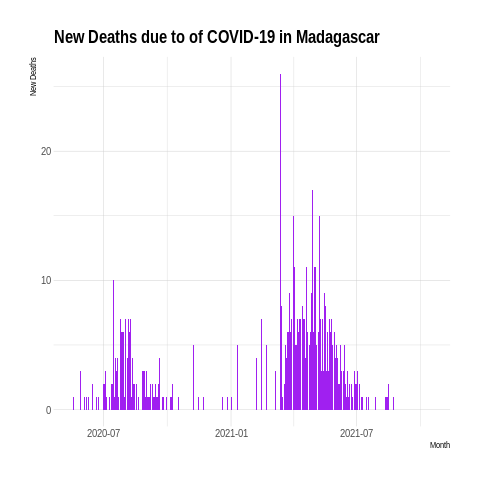 New Deaths due to of COVID-19 in Madagascar
New Deaths
20
10
0
2020-07
2021-01
2021-07
Month